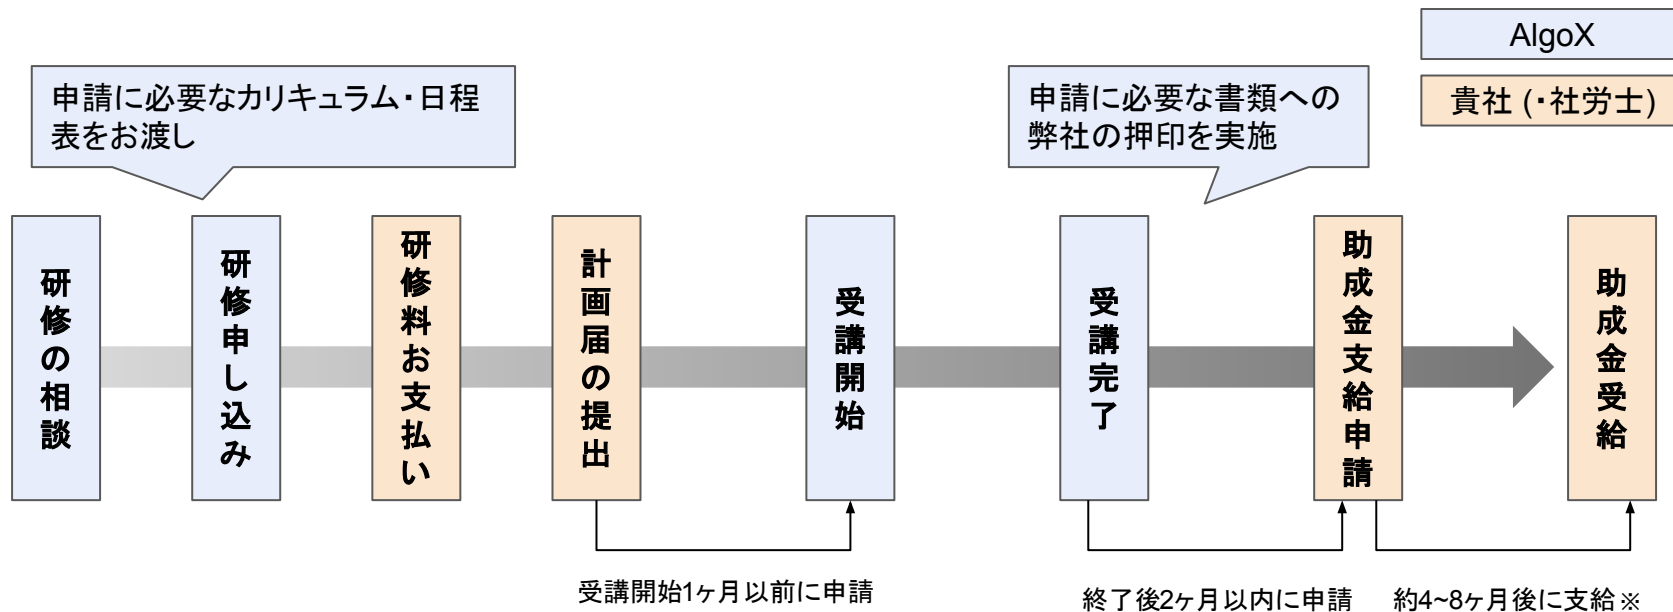 AlgoX
貴社 (・社労士)
申請に必要なカリキュラム・日程
表をお渡し
申請に必要な書類への
弊社の押印を実施
研修の相談
研修申し込み
研修料お支払い
計画届の提出
受講開始
受講完了
助成金支給申請
助成金受給
受講開始1ヶ月以前に申請
終了後2ヶ月以内に申請
約4~8ヶ月後に支給※